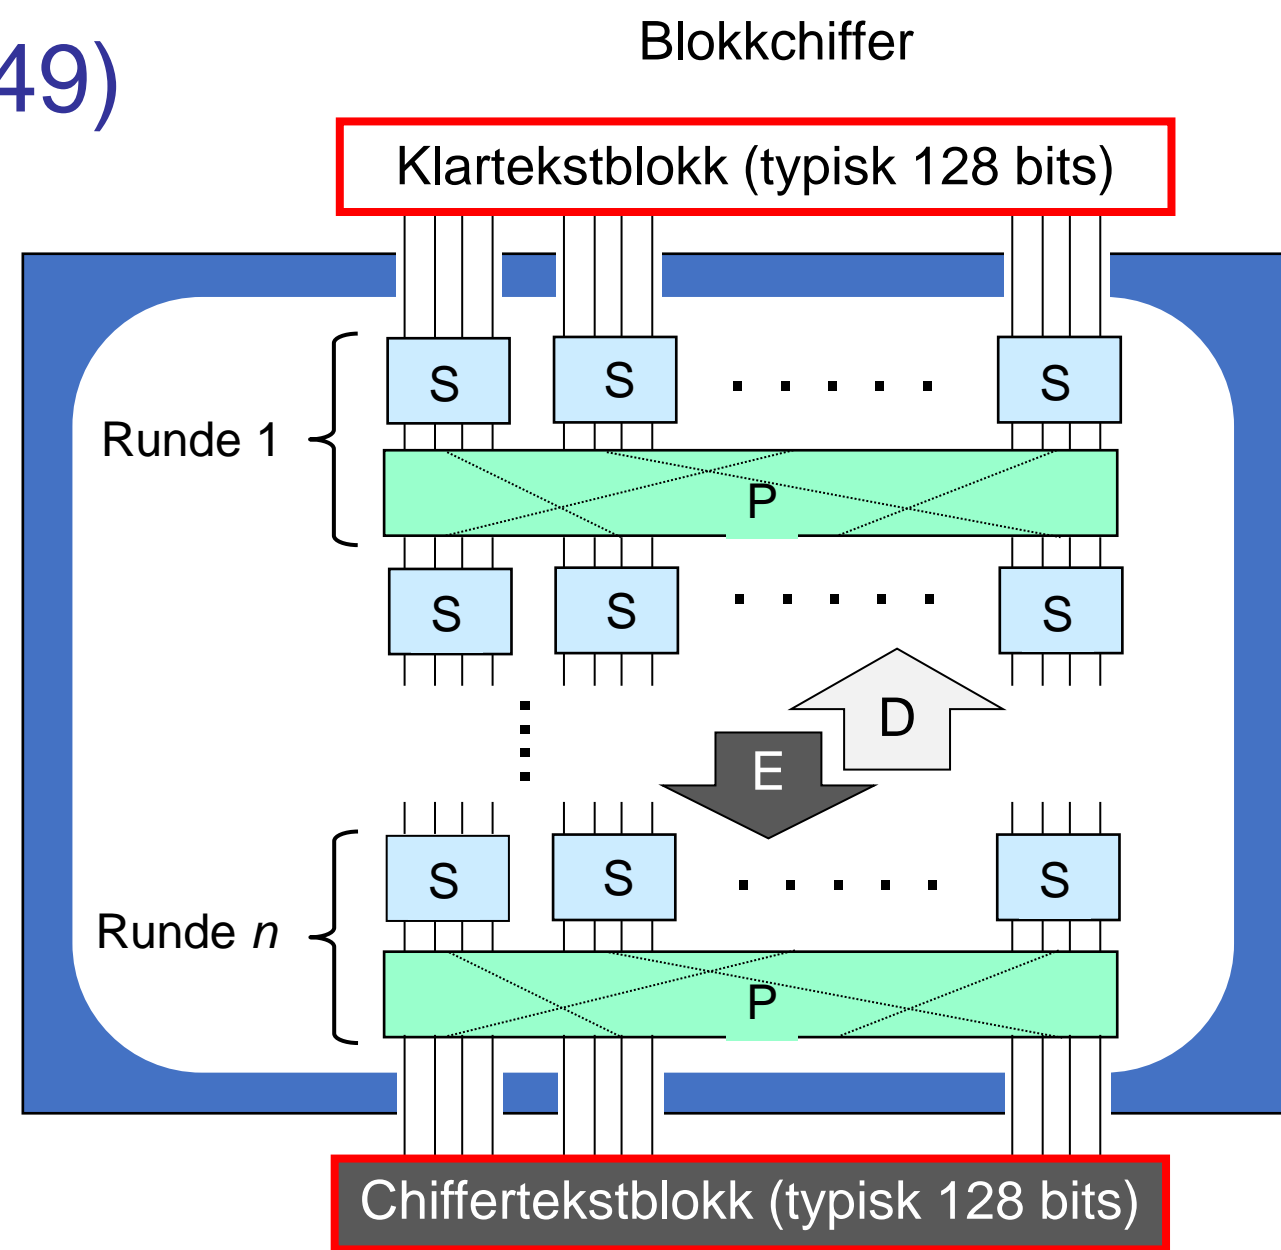 49)
Blokkchiffer
Klartekstblokk (typisk 128 bits)
S S . . . . . S
Runde 1
P
S S . . . . . S
D
E
S S . . . . . S
Runde n
P
Chiffertekstblokk (typisk 128 bits)